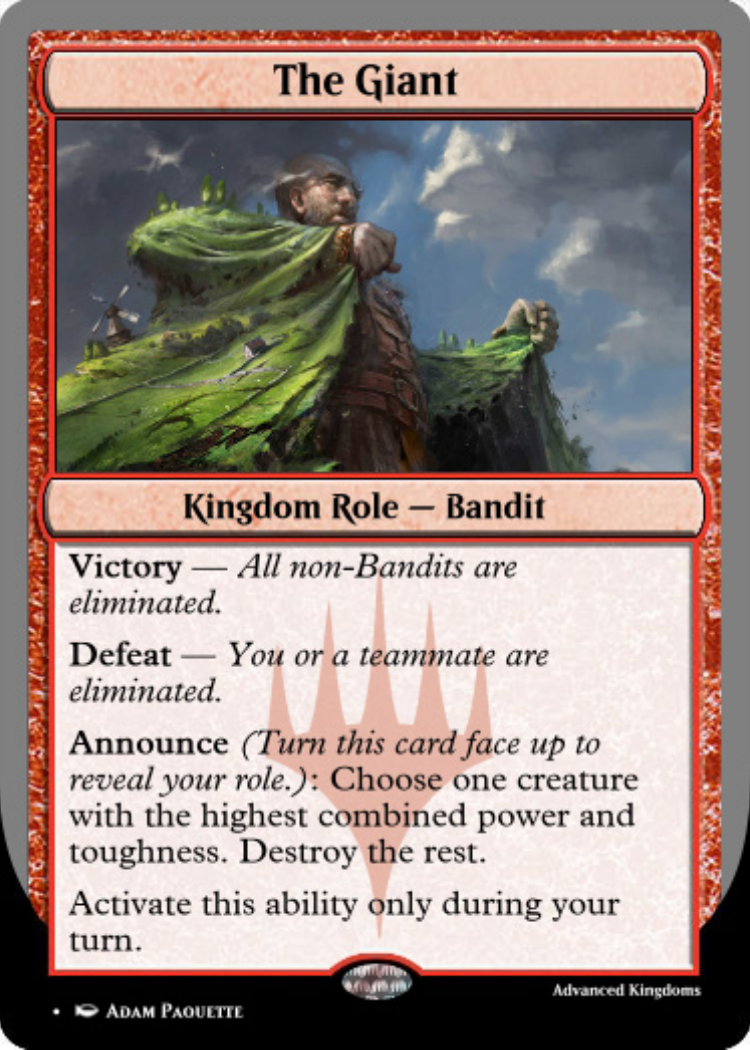 The Giant
Kingdom Role — Bandit
Victory — All non-Bandits are
eliminated.
Defeat — You or a teammate are
eliminated.
Announce (Turn this card face up to
reveal your role.): Choose one creature
with the highest combined power and
toughness. Destroy the rest.
Activate this ability only during your
turn.
Advanced Kingdoms
• Adam Paquette